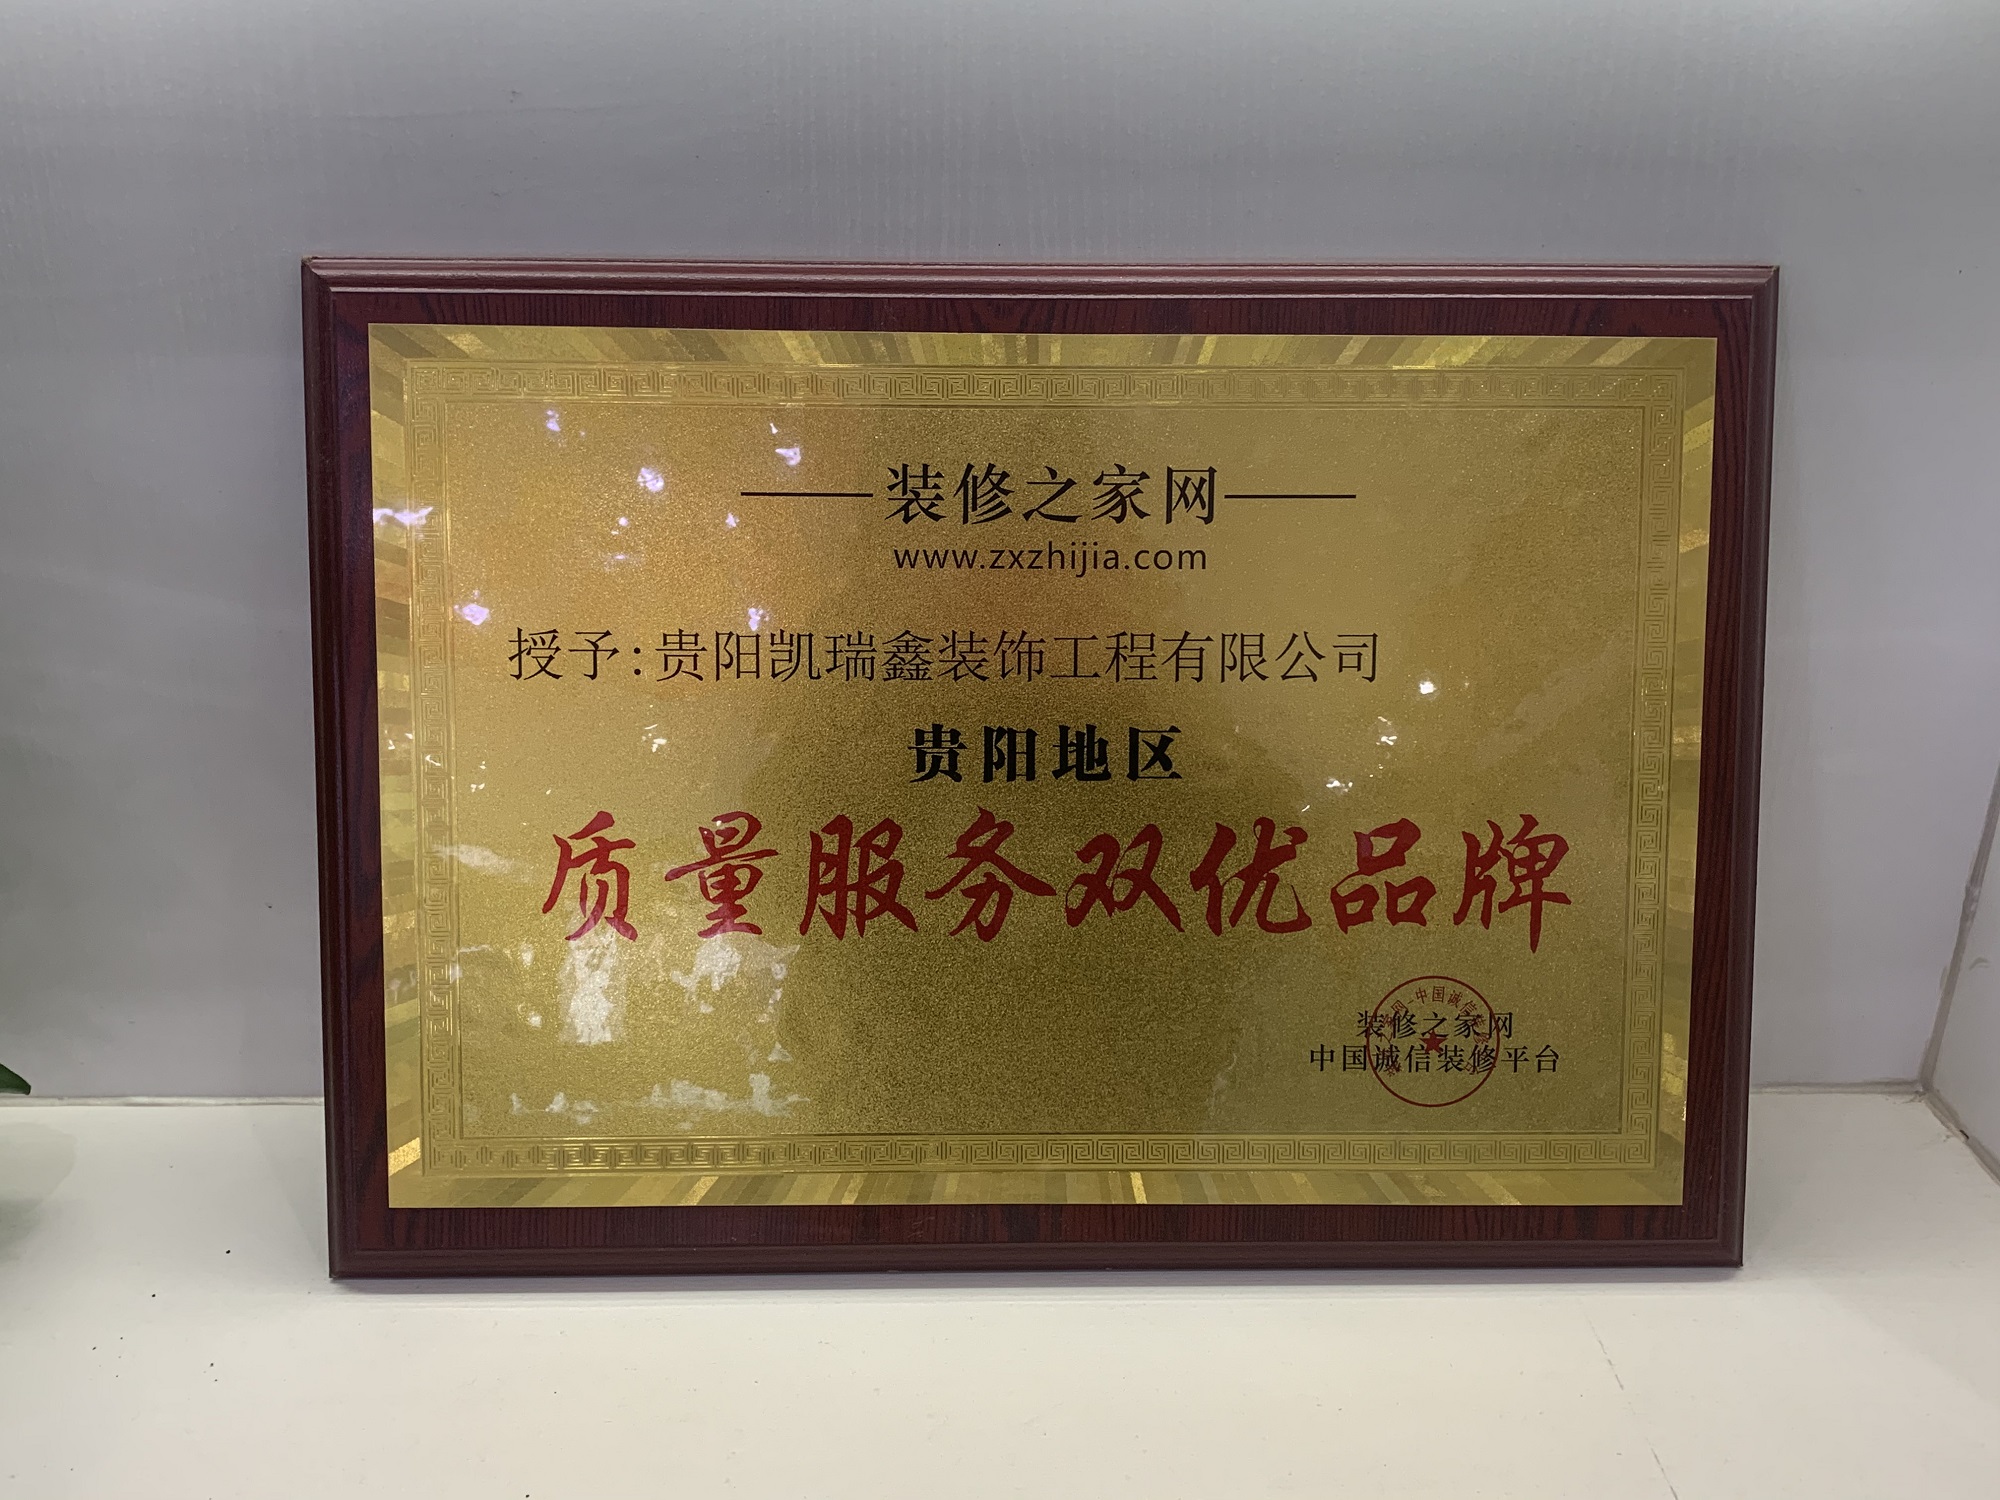 装修之家网
www.zxzhijia.com
授予:贵阳凯瑞鑫装饰工程有限公司
贵阳地区
质量服务双优品牌
装修之家网
中国诚信装修平台